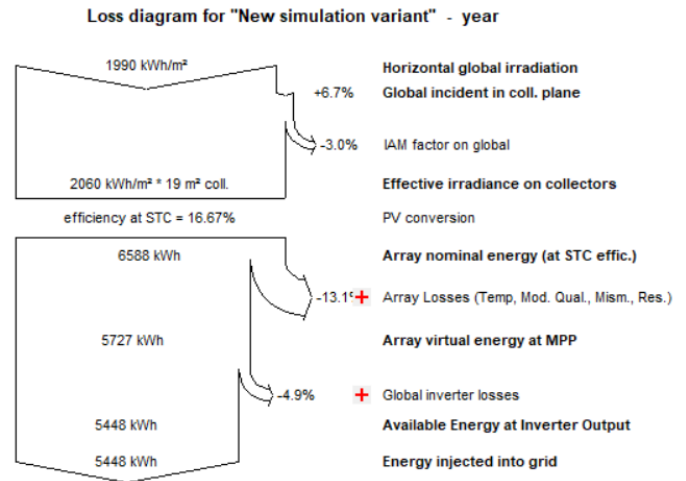 Loss diagram for "New simulation variant" - year
1990 kWh/m² Horizontal global irradiation
+6.7% Global incident in coll. plane
-3.0% IAM factor on global
2060 kWh/m² * 19 m² coll. Effective irradiance on collectors
efficiency at STC = 16.67% PV conversion
6588 kWh Array nominal energy (at STC effic.)
-13.1% Array Losses (Temp, Mod. Qual., Mism., Res.)
5727 kWh Array virtual energy at MPP
-4.9% Global inverter losses
5448 kWh Available Energy at Inverter Output
5448 kWh Energy injected into grid